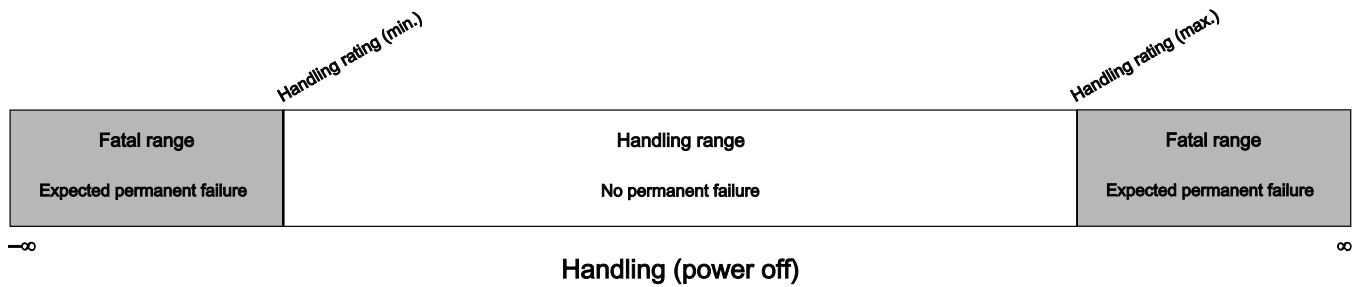 Handling rating (min.)
Handling rating (max.)
Fatal range
Handling range
Fatal range
Expected permanent failure
No permanent failure
Expected permanent failure
–∞
∞
Handling (power off)